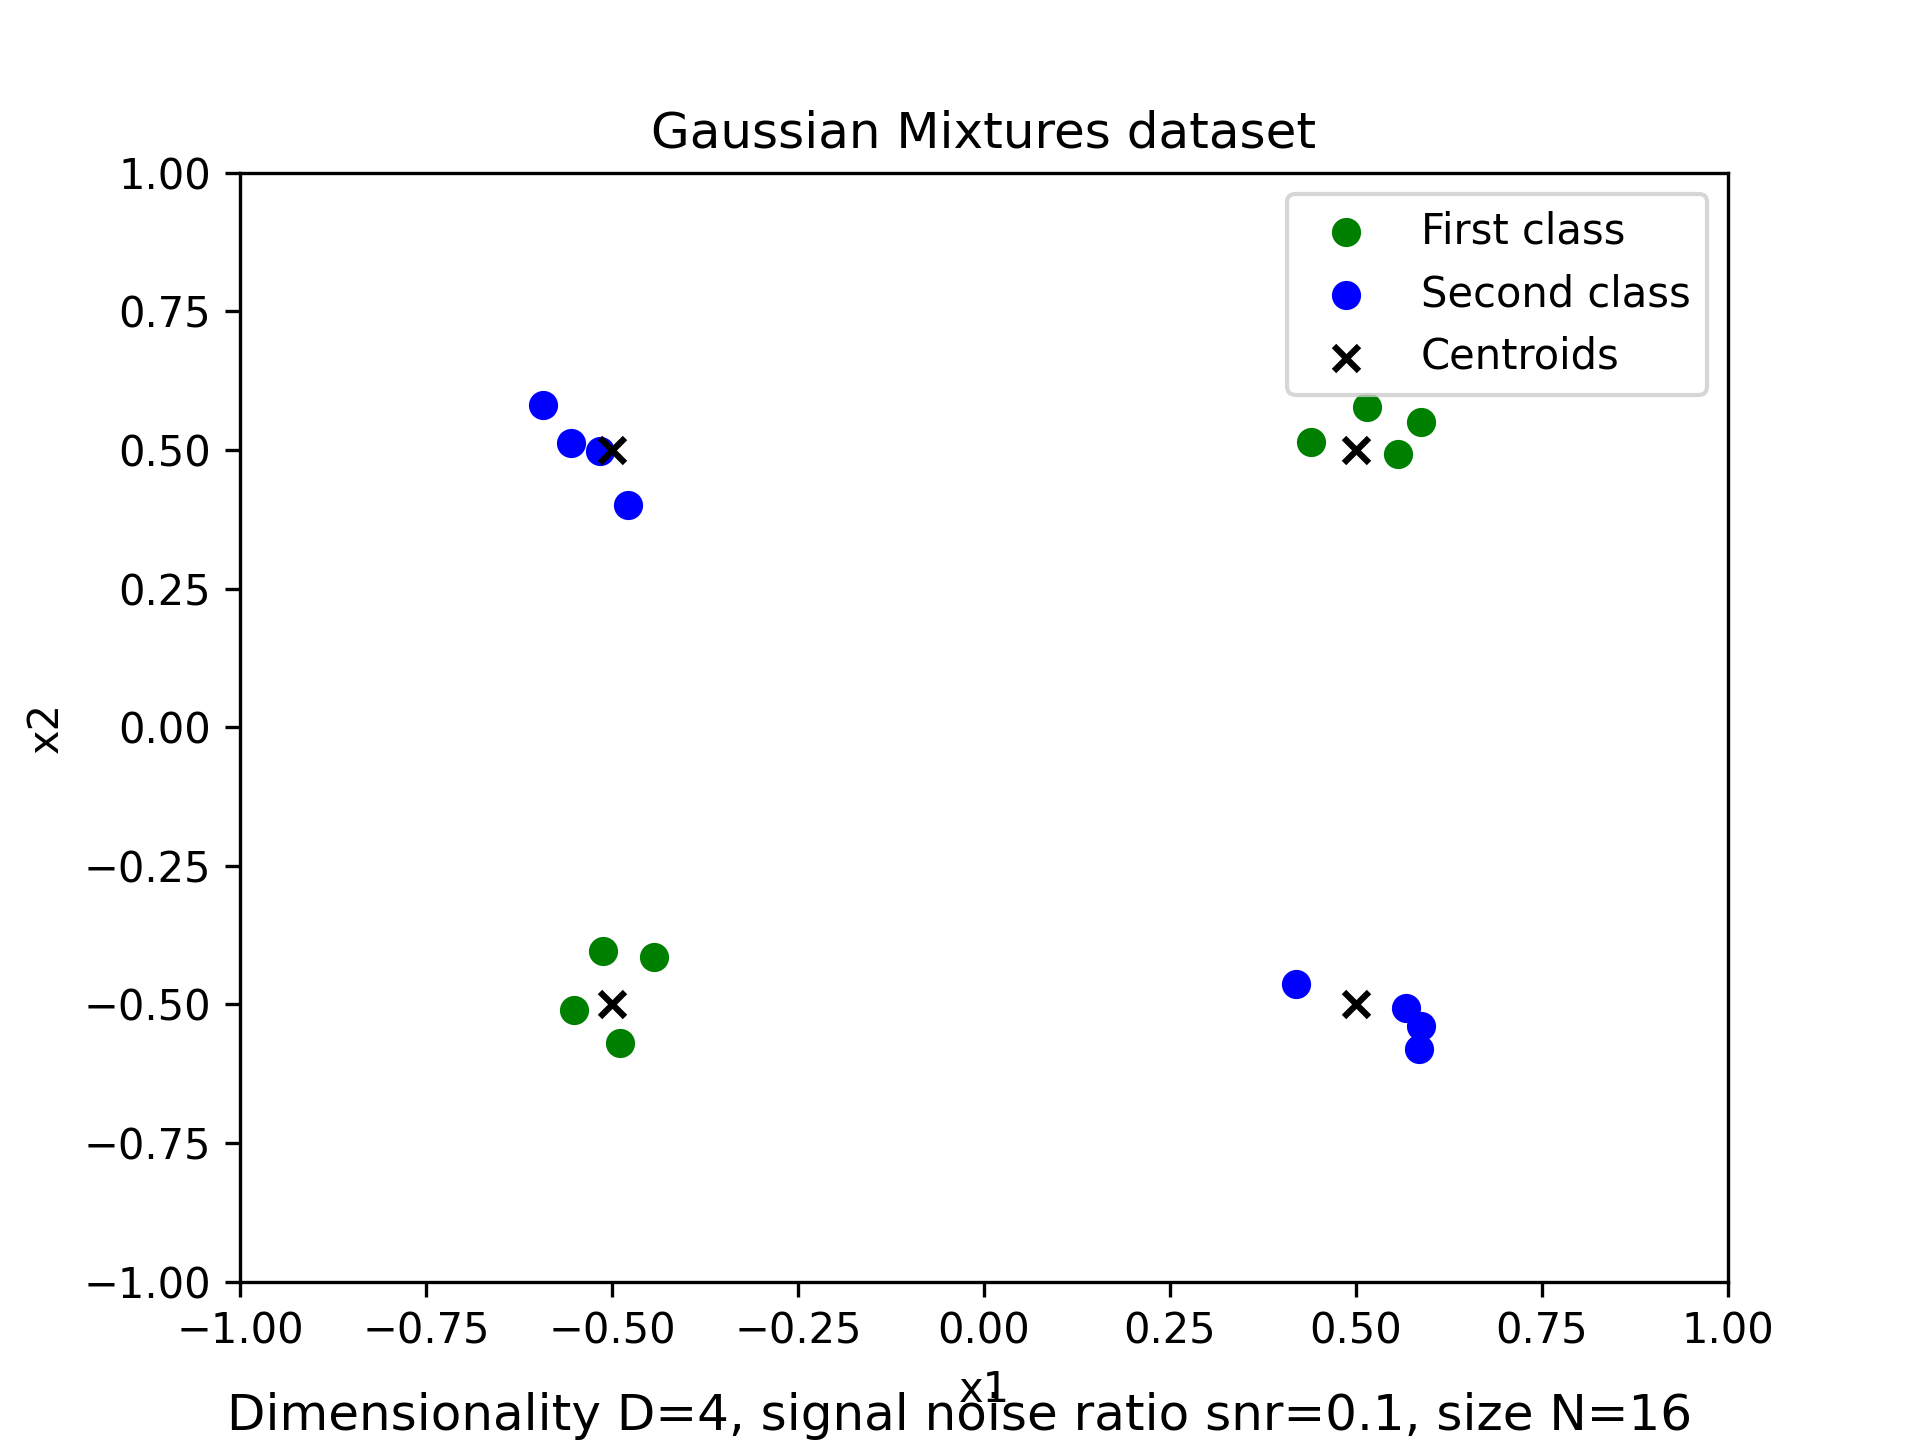 Gaussian Mixtures dataset
1.00
0.75
0.50
0.25
0.00
−0.25
−0.50
−0.75
−1.00
x2
First class
Second class
Centroids
−1.00 −0.75 −0.50 −0.25 0.00 0.25 0.50 0.75 1.00
x1
Dimensionality D=4, signal noise ratio snr=0.1, size N=16